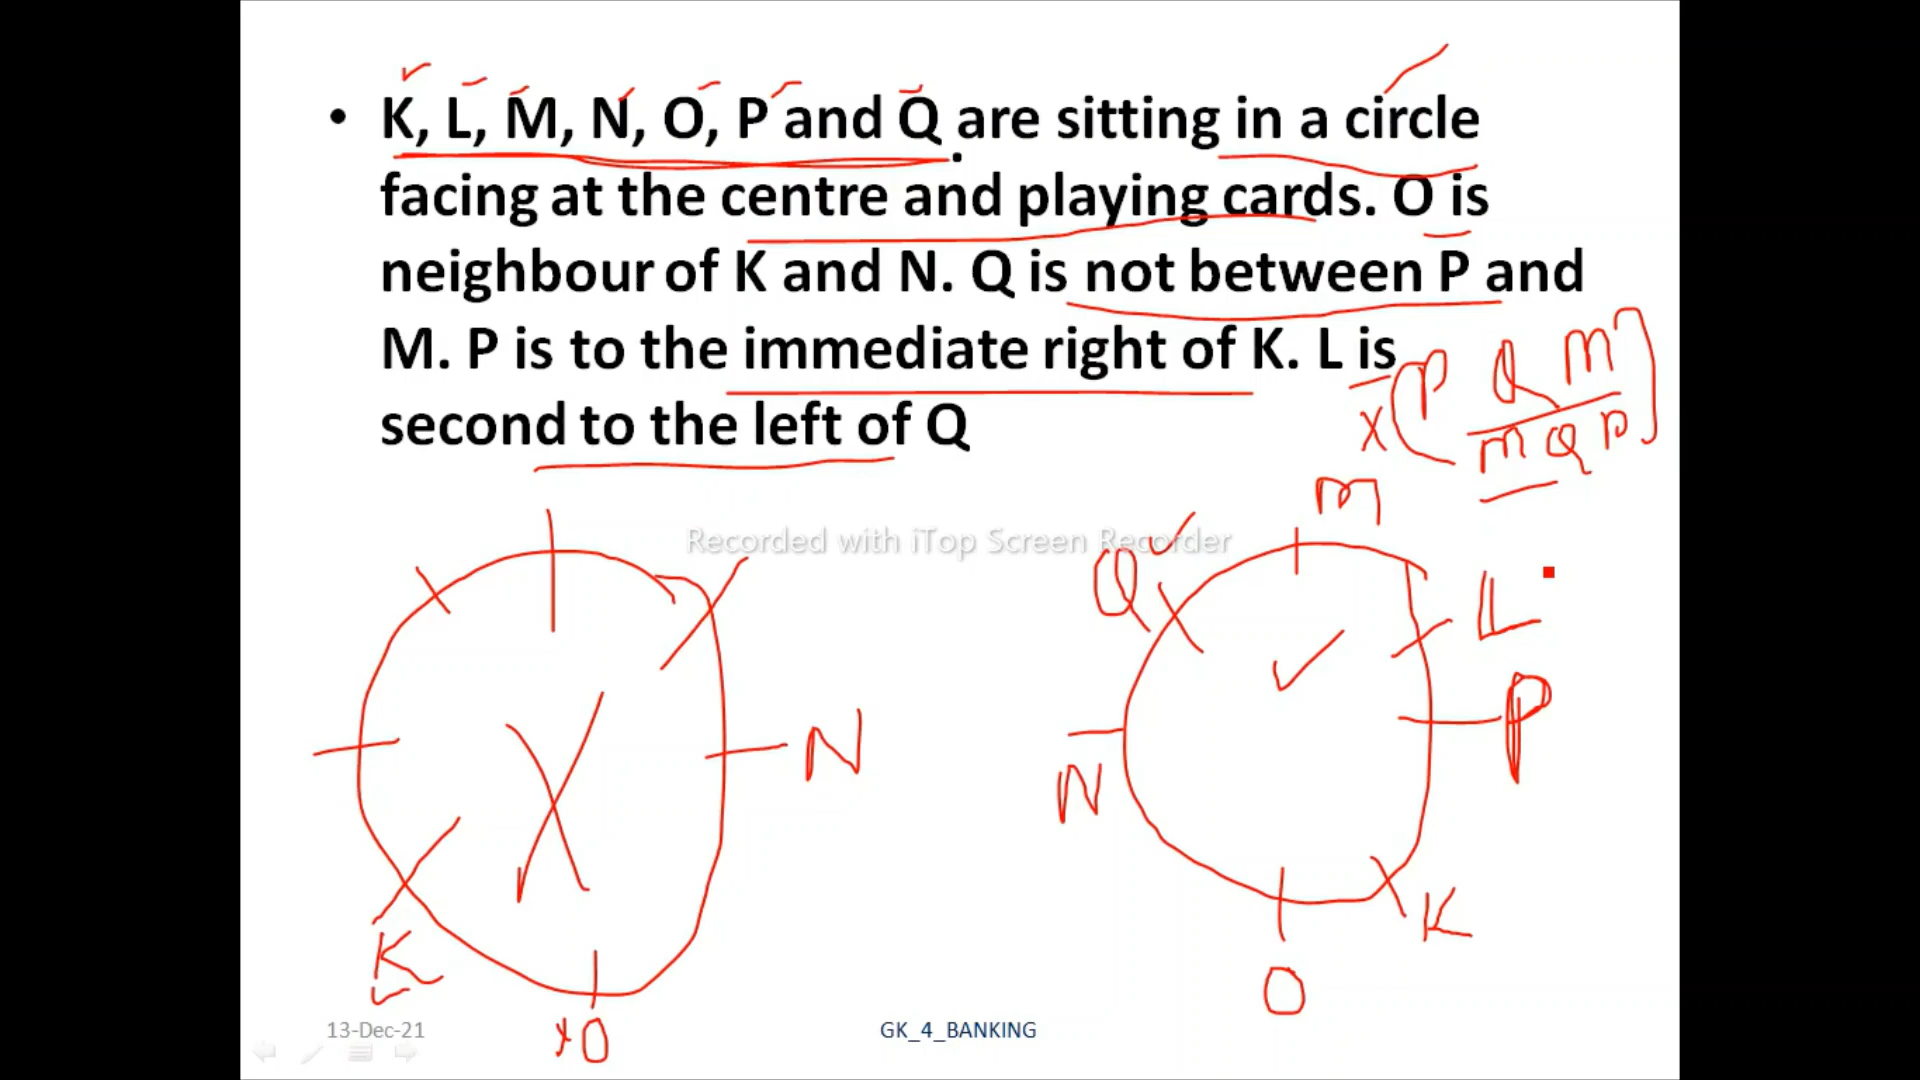 • K, L, M, N, O, P and Q are sitting in a circle
facing at the centre and playing cards. O is
neighbour of K and N. Q is not between P and
M. P is to the immediate right of K. L is
second to the left of Q
x P Q M
M Q P
M
Recorded with iTop Screen Recorder
Q
L
P
N
N
K
K
O
13-Dec-21
GK_4_BANKING
O